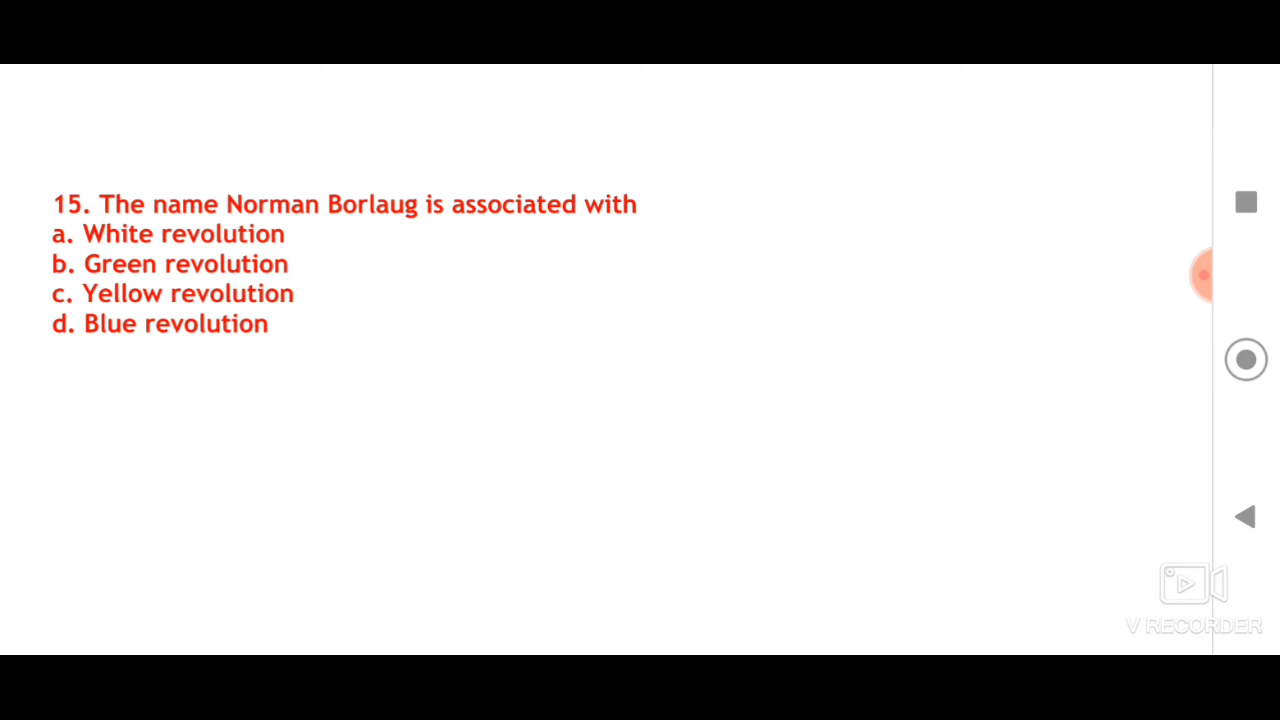 15. The name Norman Borlaug is associated with
a. White revolution
b. Green revolution
c. Yellow revolution
d. Blue revolution
V RECORDER